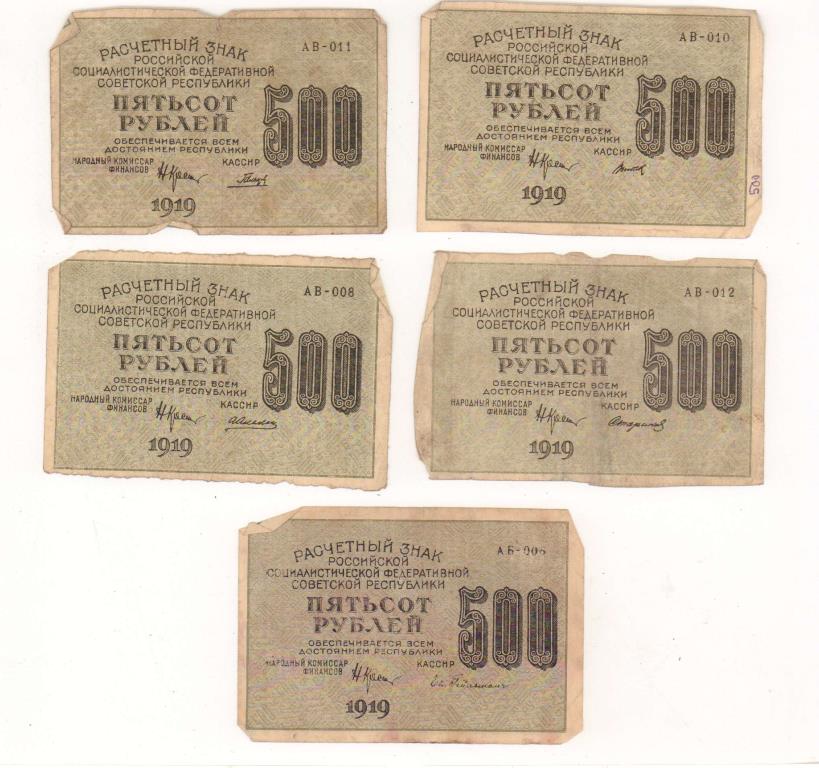 РАСЧЕТНЫЙ ЗНАК
АВ-011
РОССИЙСКОЙ
СОЦИАЛИСТИЧЕСКОЙ ФЕДЕРАТИВНОЙ
СОВЕТСКОЙ РЕСПУБЛИКИ
ПЯТЬСОТ
РУБЛЕЙ
500
ОБЕСПЕЧИВАЕТСЯ ВСЕМ
ДОСТОЯНИЕМ РЕСПУБЛИКИ
НАРОДНЫЙ КОМИССАР
ФИНАНСОВ
КАССИР
1919
РАСЧЕТНЫЙ ЗНАК
АВ-010
РОССИЙСКОЙ
СОЦИАЛИСТИЧЕСКОЙ ФЕДЕРАТИВНОЙ
СОВЕТСКОЙ РЕСПУБЛИКИ
ПЯТЬСОТ
РУБЛЕЙ
500
ОБЕСПЕЧИВАЕТСЯ ВСЕМ
ДОСТОЯНИЕМ РЕСПУБЛИКИ
НАРОДНЫЙ КОМИССАР
ФИНАНСОВ
КАССИР
1919
РАСЧЕТНЫЙ ЗНАК
АВ-008
РОССИЙСКОЙ
СОЦИАЛИСТИЧЕСКОЙ ФЕДЕРАТИВНОЙ
СОВЕТСКОЙ РЕСПУБЛИКИ
ПЯТЬСОТ
РУБЛЕЙ
500
ОБЕСПЕЧИВАЕТСЯ ВСЕМ
ДОСТОЯНИЕМ РЕСПУБЛИКИ
НАРОДНЫЙ КОМИССАР
ФИНАНСОВ
КАССИР
1919
РАСЧЕТНЫЙ ЗНАК
АВ-012
РОССИЙСКОЙ
СОЦИАЛИСТИЧЕСКОЙ ФЕДЕРАТИВНОЙ
СОВЕТСКОЙ РЕСПУБЛИКИ
ПЯТЬСОТ
РУБЛЕЙ
500
ОБЕСПЕЧИВАЕТСЯ ВСЕМ
ДОСТОЯНИЕМ РЕСПУБЛИКИ
НАРОДНЫЙ КОМИССАР
ФИНАНСОВ
КАССИР
1919
РАСЧЕТНЫЙ ЗНАК
РОССИЙСКОЙ
СОЦИАЛИСТИЧЕСКОЙ ФЕДЕРАТИВНОЙ
СОВЕТСКОЙ РЕСПУБЛИКИ
ПЯТЬСОТ
РУБЛЕЙ
500
ОБЕСПЕЧИВАЕТСЯ ВСЕМ
ДОСТОЯНИЕМ РЕСПУБЛИКИ
НАРОДНЫЙ КОМИССАР
ФИНАНСОВ
КАССИР
1919